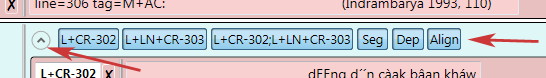 line=306 tag=M+AC: (Indrambarya 1993, 110)
L+CR-302 L+LN+CR-303 L+CR-302;L+LN+CR-303 Seg Dep Align
L+CR-302 x dEEng d´´n càak bâan kháw